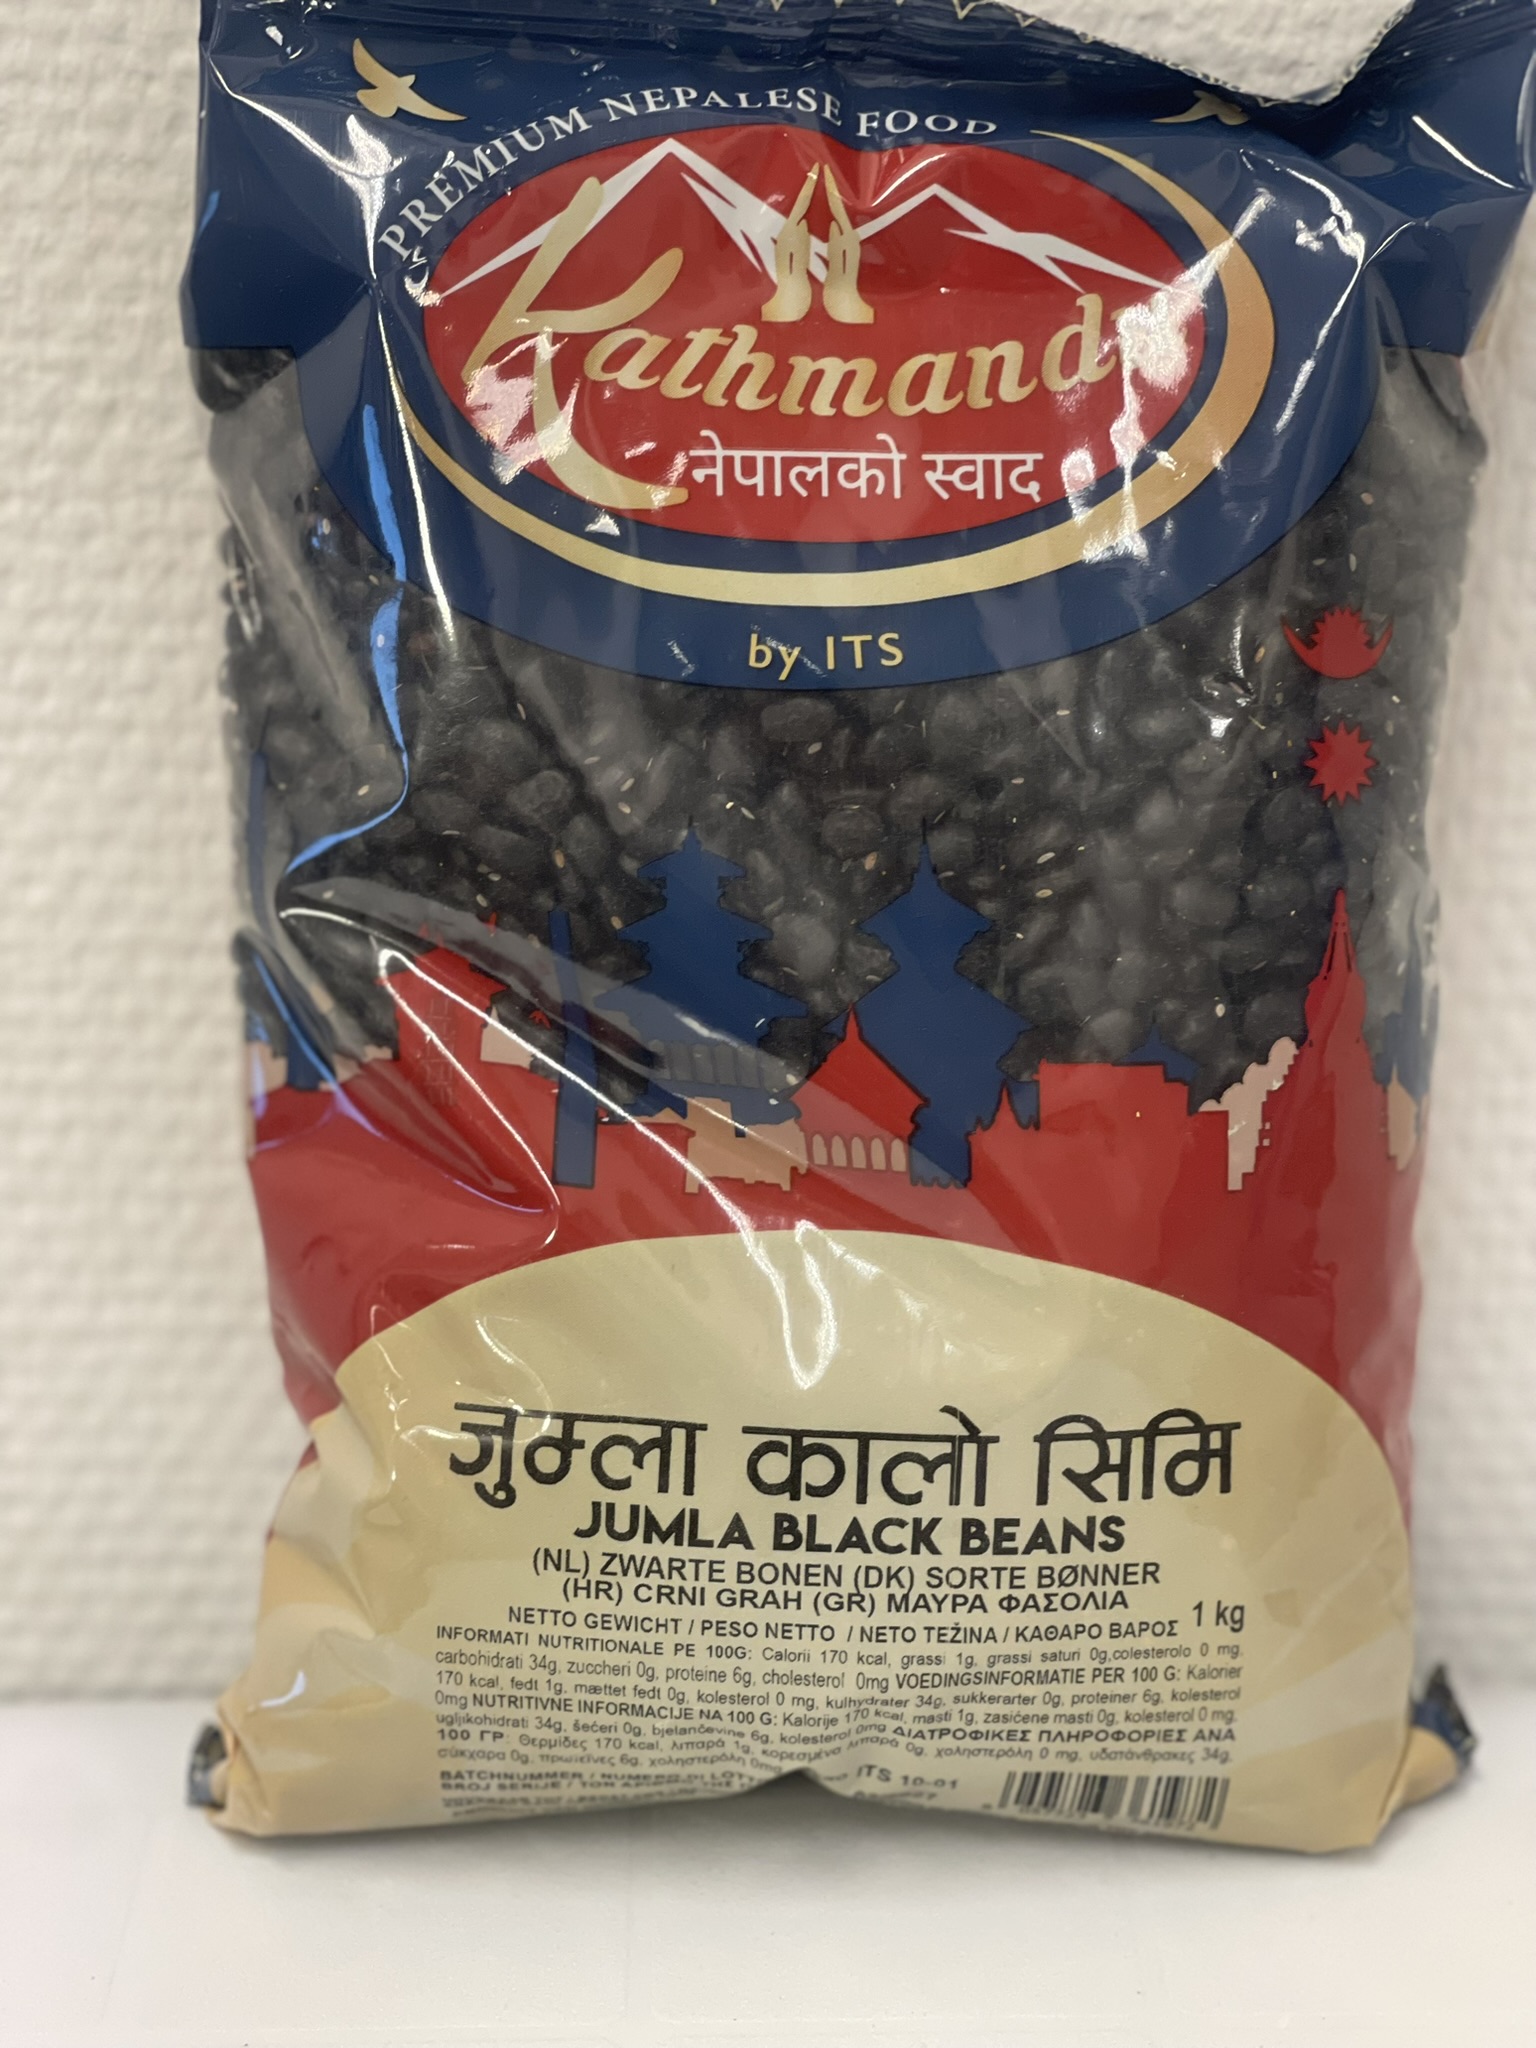 PREMIUM NEPALESE FOOD
Kathmandu
नेपालको स्वाद
by ITS
जुम्ला कालो सिमि
JUMLA BLACK BEANS
(NL) ZWARTE BONEN (DK) SORTE BØNNER
(HR) CRNI GRAH (GR) ΜΑΥΡΑ ΦΑΣΟΛΙΑ
NETTO GEWICHT / PESO NETTO / NETO TEŽINA / ΚΑΘΑΡΟ ΒΑΡΟΣ 1 kg
INFORMATI NUTRITIONALE PE 100G: Calorii 170 kcal, grassi 1g, grassi saturi 0g,colesterolo 0 mg.
carbohidrati 34g, zuccheri 0g, proteine 6g, cholesterol 0mg VOEDINGSINFORMATIE PER 100 G: Kalorier
170 kcal, fedt 1g, mættet fedt 0g, kolesterol 0 mg, kulhydrater 34g, sukkerarter 0g, proteiner 6g, kolesterol
0mg NUTRITIVNE INFORMACIJE NA 100 G: Kalorije 170 kcal, masti 1g, zasićene masti 0g, kolesterol 0 mg,
ugljikohidrati 34g, šećeri 0g, bjelančevine 6g, kolesterol 0mg ΔΙΑΤΡΟΦΙΚΕΣ ΠΛΗΡΟΦΟΡΙΕΣ ΑΝΑ
100 ΓΡ: Θερμίδες 170 kcal, λιπαρά 1g, κορεσμένα λιπαρά 0g, χοληστερόλη 0 mg, υδατάνθρακες 34g,
σάκχαρα 0g, πρωτεΐνες 6g, χοληστερόλη 0mg
BATCHNUMMER / NUMERO DI ITS 10-01
BROJ SERIJE /